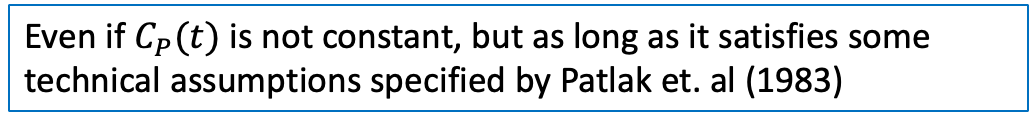 Even if 𝐶𝑃(𝑡) is not constant, but as long as it satisfies some
technical assumptions specified by Patlak et. al (1983)